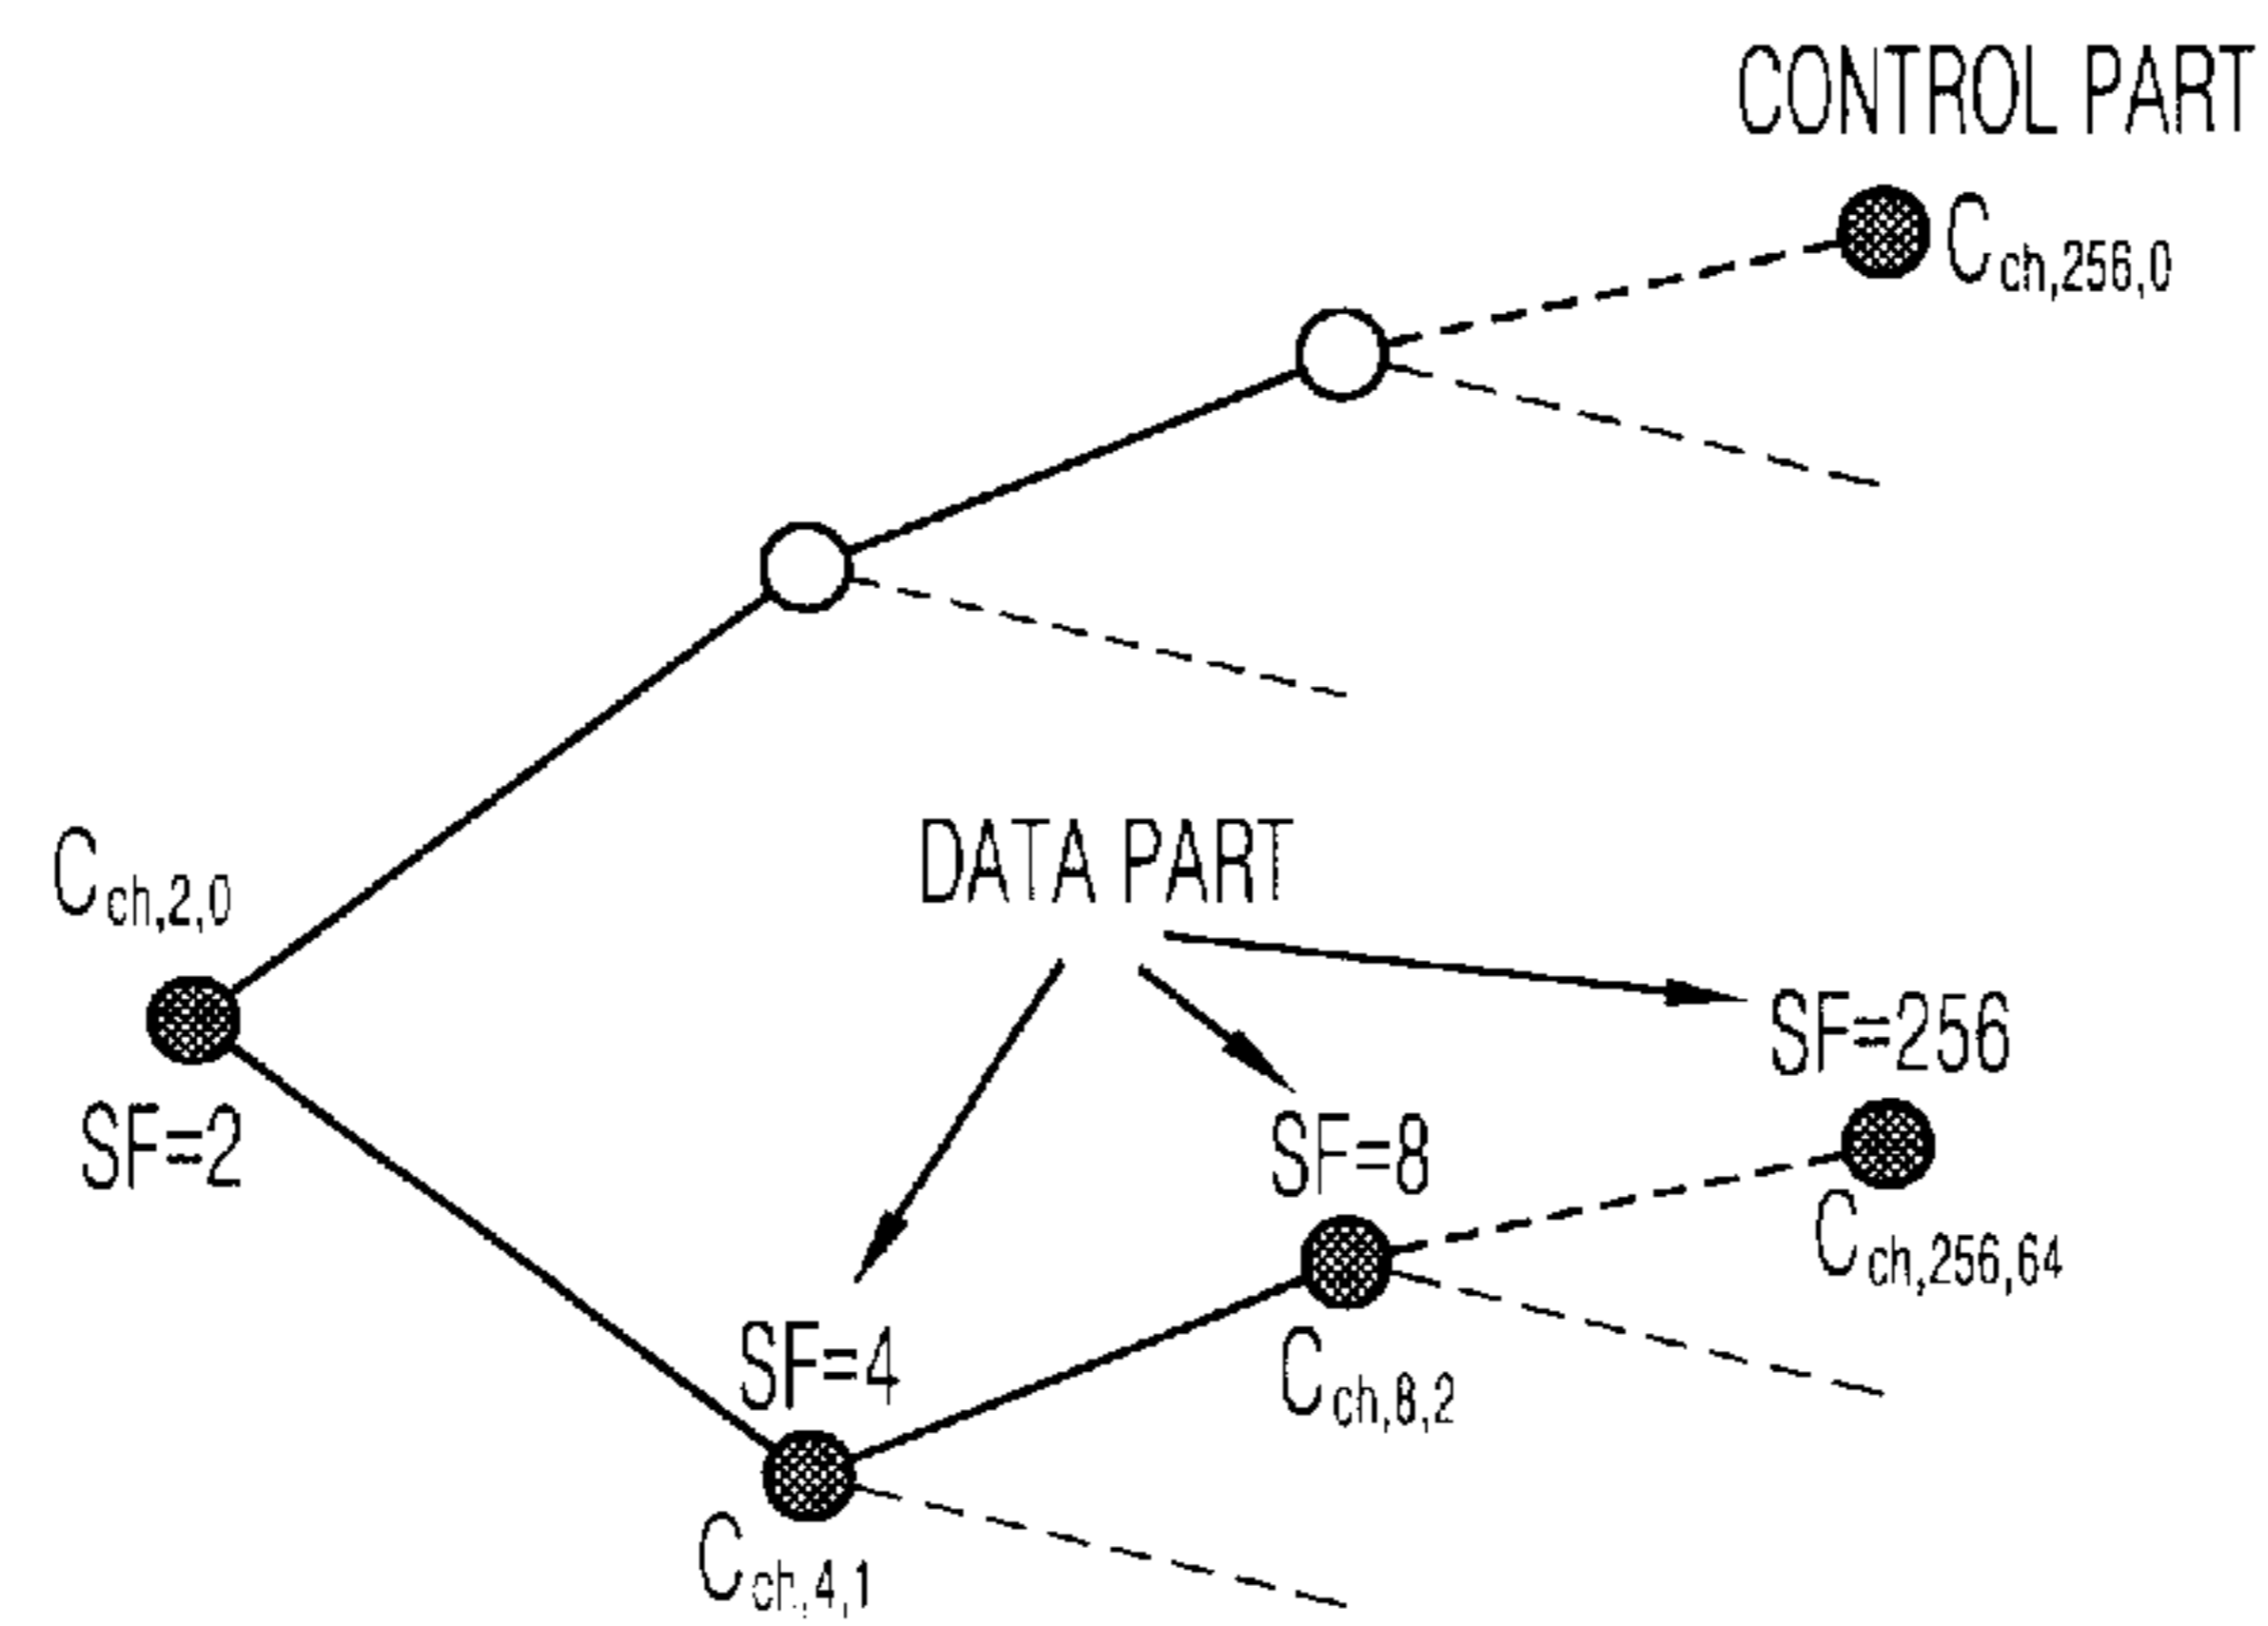 CONTROL PART
Cch,256,0
Cch,2,0
DATA PART
SF=256
SF=2
SF=8
Cch,256,64
SF=4
Cch,8,2
Cch,4,1